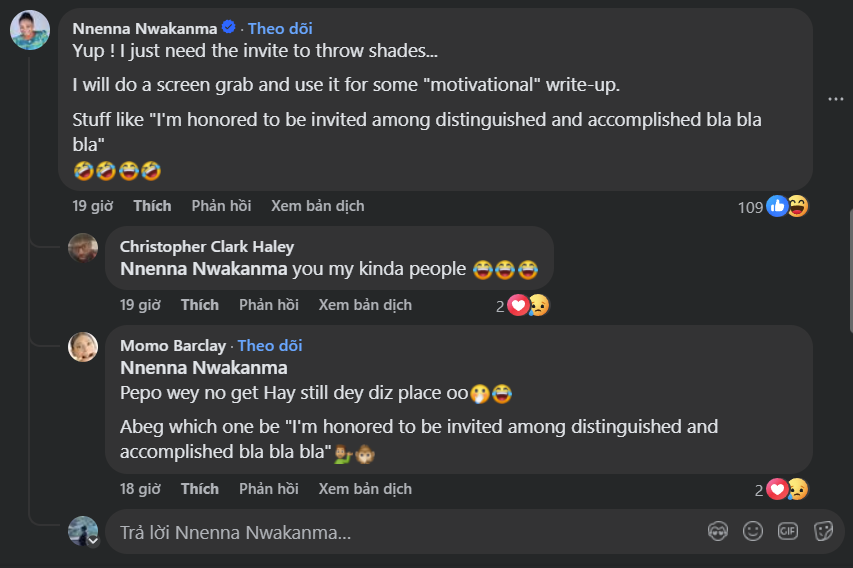 Nnenna Nwakanma · Theo dõi
Yup ! I just need the invite to throw shades...
I will do a screen grab and use it for some "motivational" write-up.
Stuff like "I'm honored to be invited among distinguished and accomplished bla bla
bla"
🤣🤣😂🤣
19 giờ Thích Phản hồi Xem bản dịch 109
Christopher Clark Haley
Nnenna Nwakanma you my kinda people 😂😂😂
19 giờ Thích Phản hồi Xem bản dịch 2
Momo Barclay · Theo dõi
Nnenna Nwakanma
Pepo wey no get Hay still dey diz place oo🤭😂
Abeg which one be "I'm honored to be invited among distinguished and
accomplished bla bla bla"💁🏽‍♂️🙊
18 giờ Thích Phản hồi Xem bản dịch 2
Trả lời Nnenna Nwakanma...
GIF